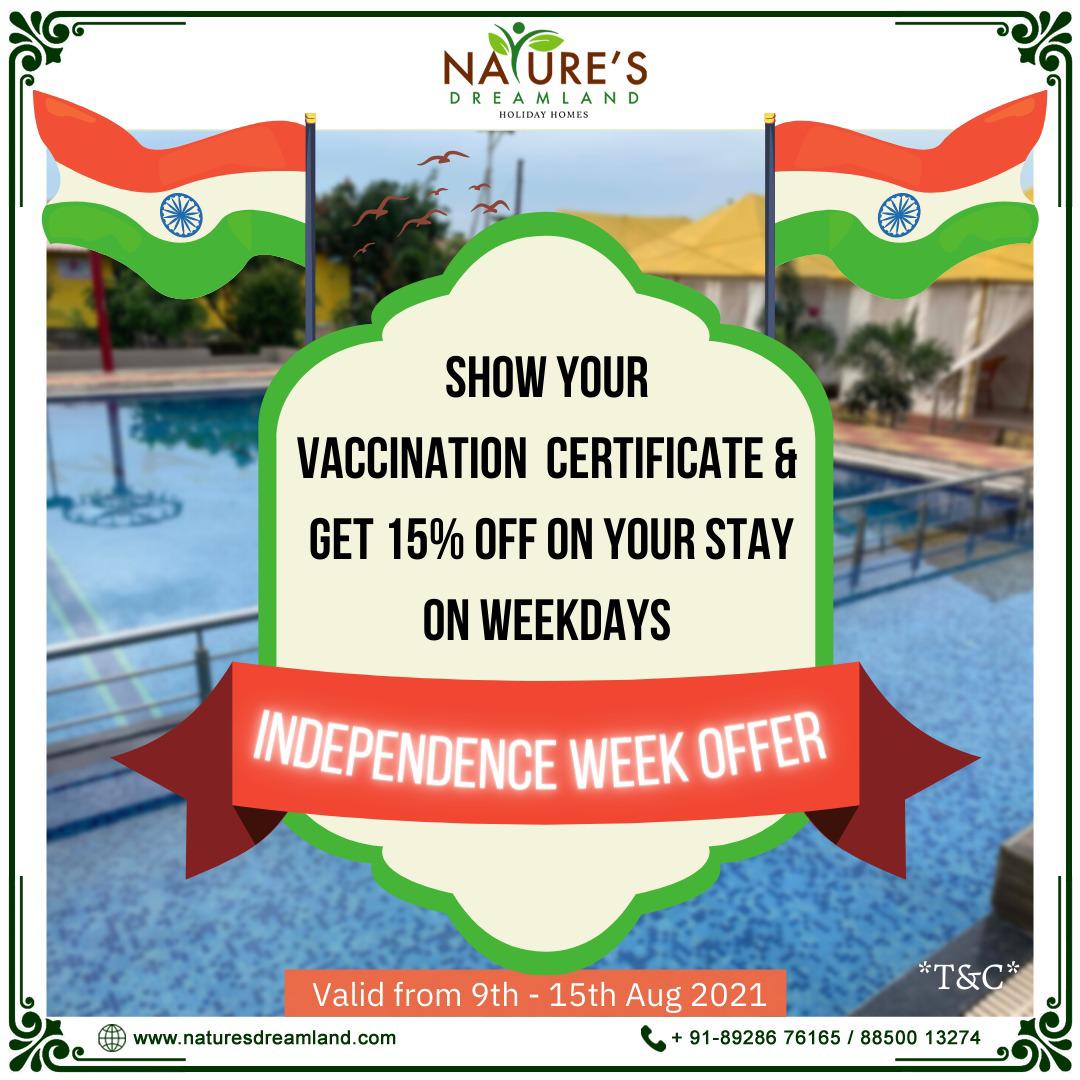 NATURE'S
DREAMLAND
HOLIDAY HOMES
SHOW YOUR
VACCINATION CERTIFICATE &
GET 15% OFF ON YOUR STAY
ON WEEKDAYS
INDEPENDENCE WEEK OFFER
*T&C*
Valid from 9th - 15th Aug 2021
www.naturesdreamland.com
+ 91-89286 76165 / 88500 13274